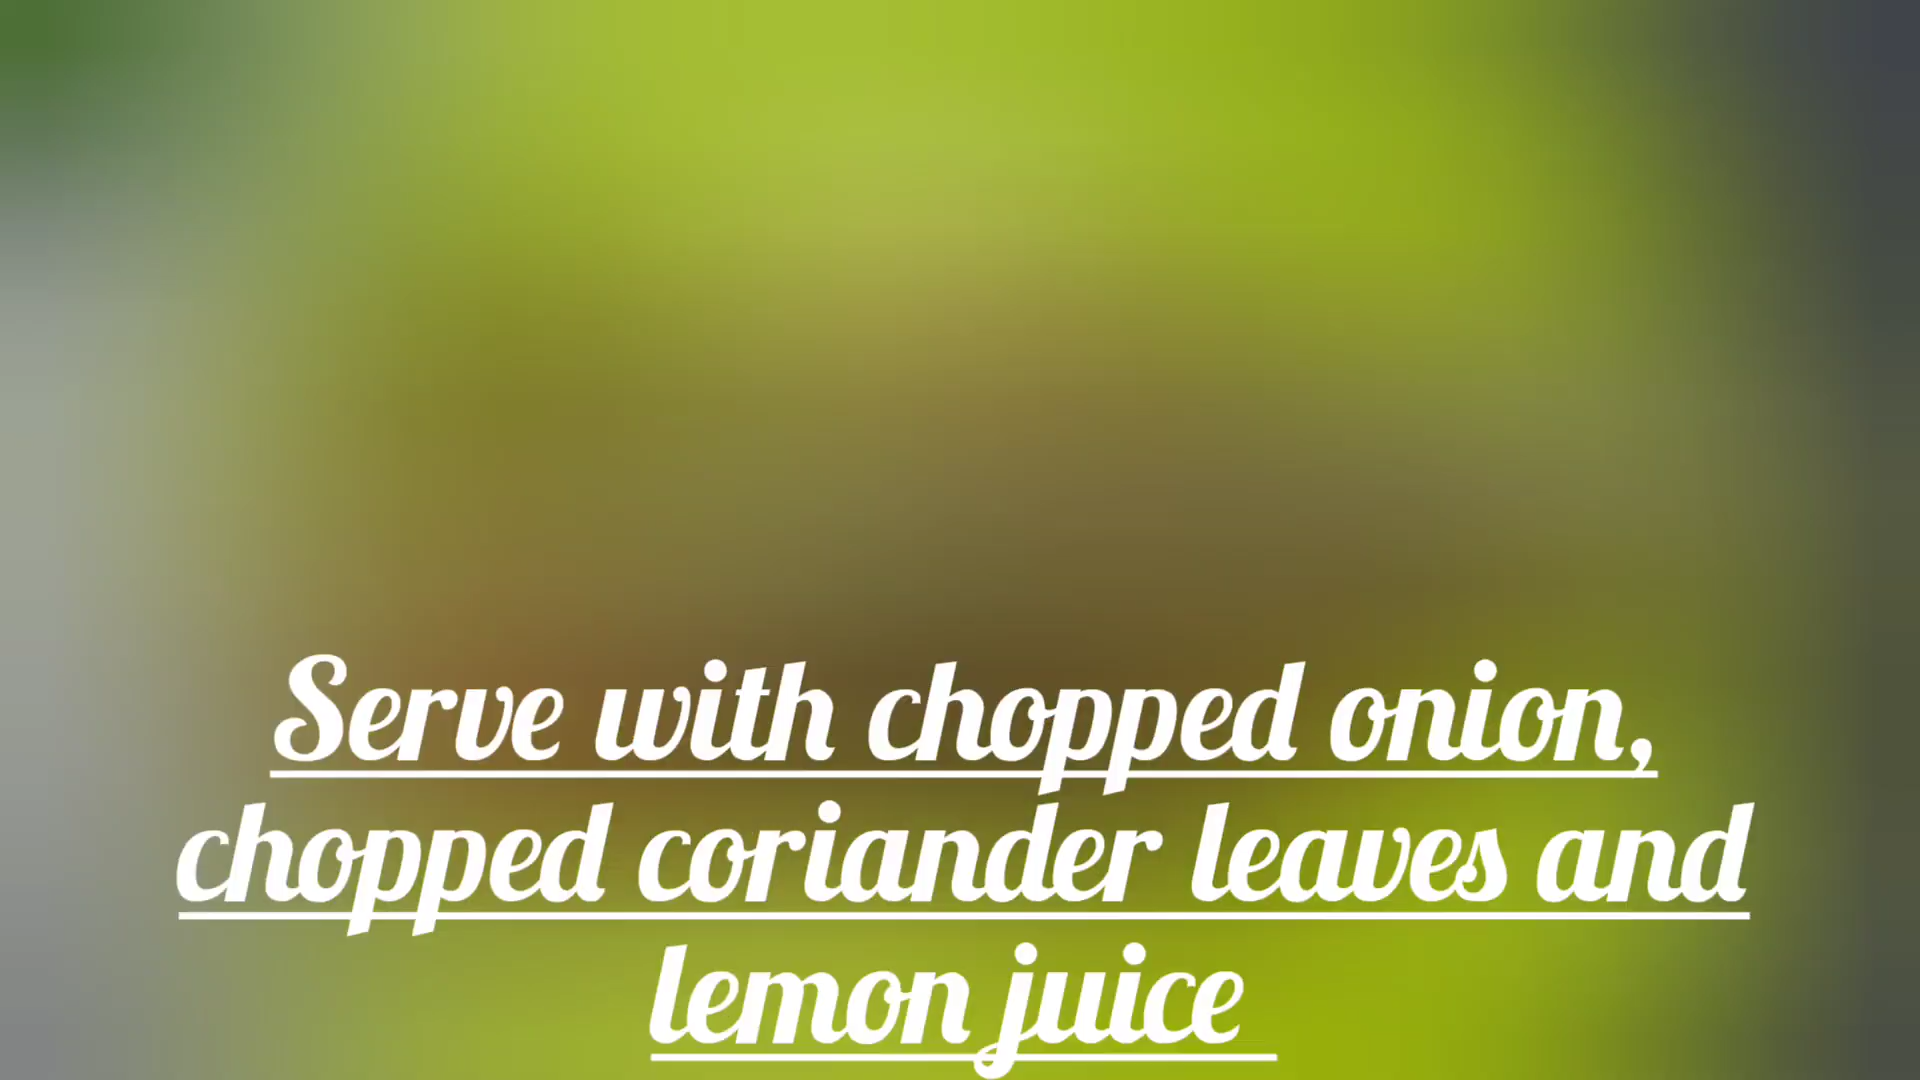 Serve with chopped onion,
chopped coriander leaves and
lemon juice